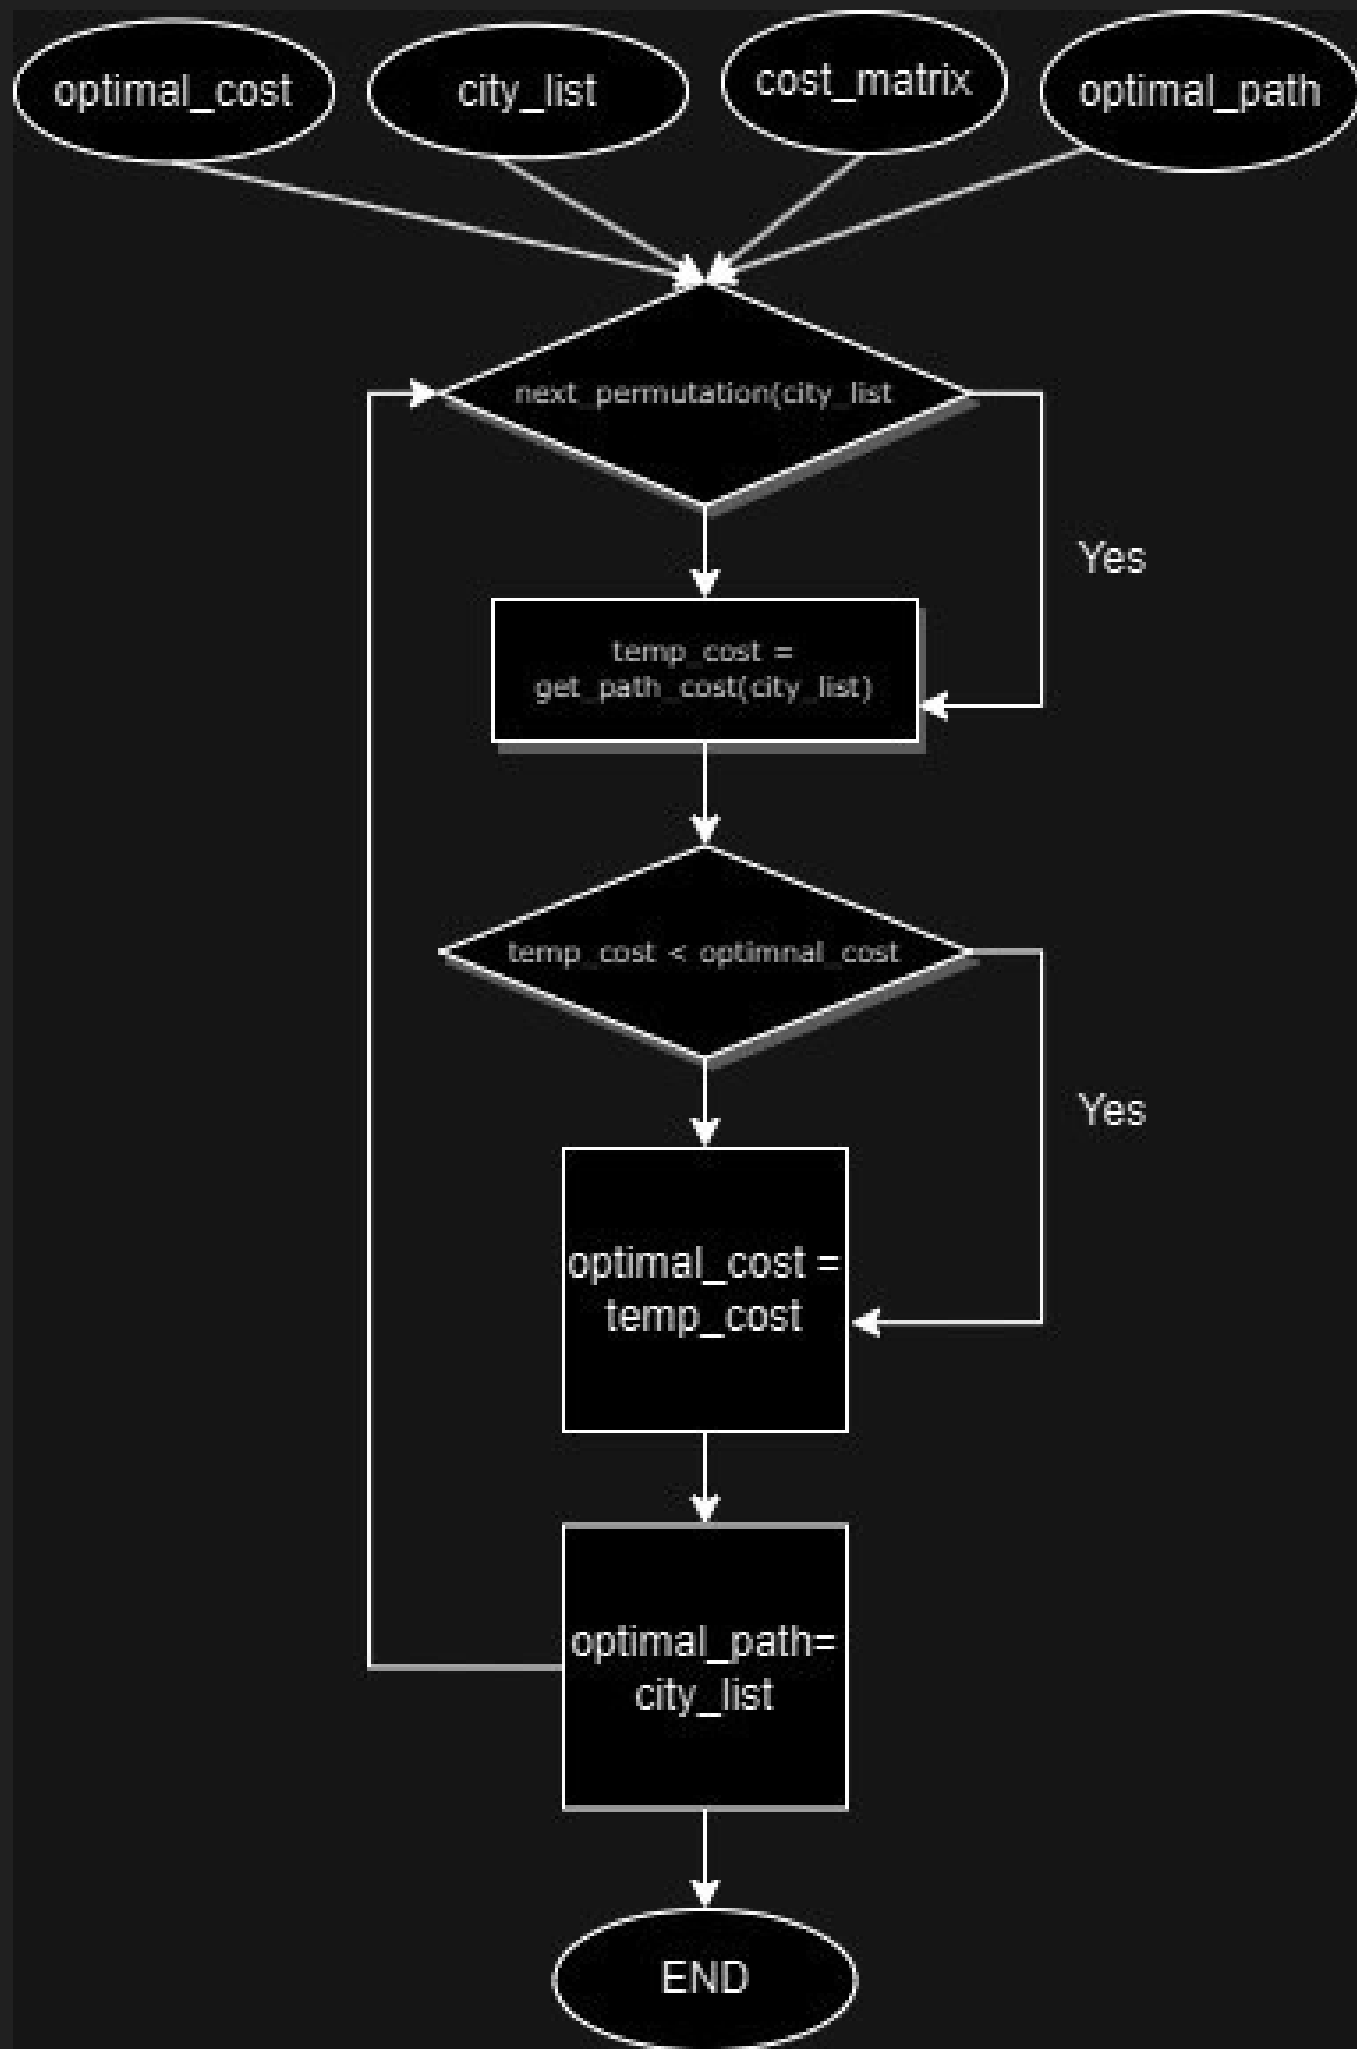 optimal_cost
city_list
cost_matrix
optimal_path
next_permutation(city_list
Yes
temp_cost =
get_path_cost(city_list)
temp_cost < optimnal_cost
Yes
optimal_cost =
temp_cost
optimal_path=
city_list
END